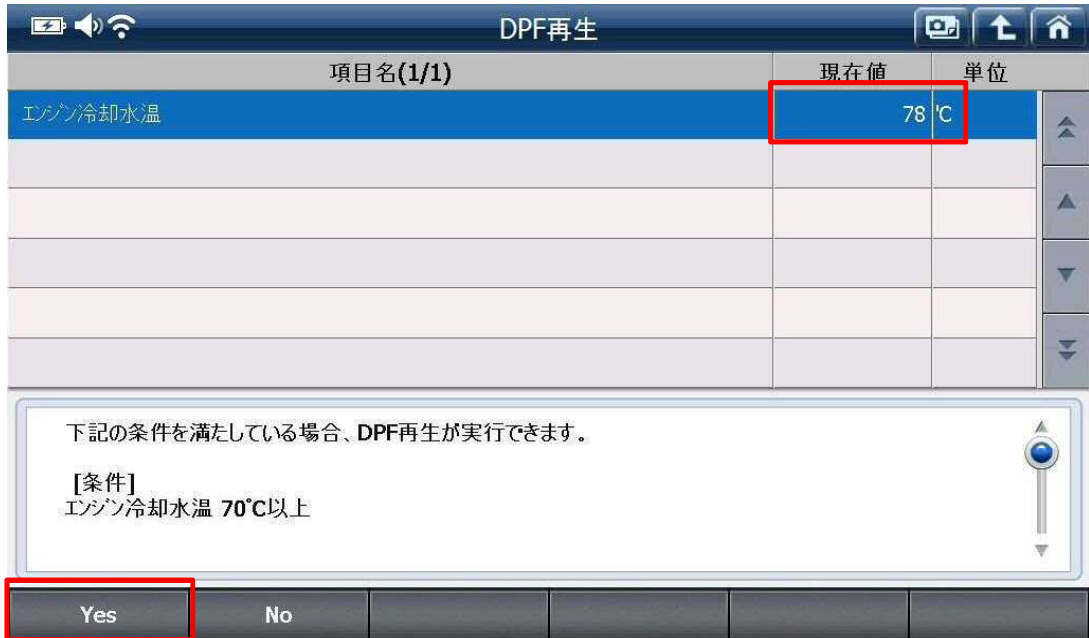 DPF再生
項目名(1/1) 現在値 単位
エンジン冷却水温 78 ℃
下記の条件を満たしている場合、DPF再生が実行できます。
[条件]
エンジン冷却水温 70℃以上
Yes No